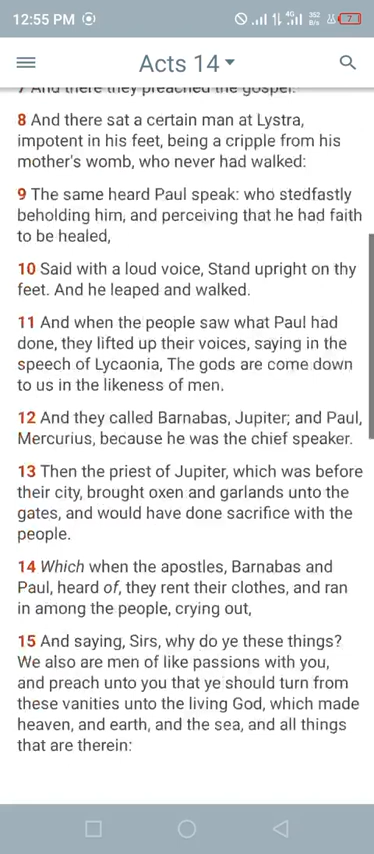 12:55 PM
4G
352
B/s
7
Acts 14
7 And there they preached the gospel.
8 And there sat a certain man at Lystra,
impotent in his feet, being a cripple from his
mother's womb, who never had walked:
9 The same heard Paul speak: who stedfastly
beholding him, and perceiving that he had faith
to be healed,
10 Said with a loud voice, Stand upright on thy
feet. And he leaped and walked.
11 And when the people saw what Paul had
done, they lifted up their voices, saying in the
speech of Lycaonia, The gods are come down
to us in the likeness of men.
12 And they called Barnabas, Jupiter; and Paul,
Mercurius, because he was the chief speaker.
13 Then the priest of Jupiter, which was before
their city, brought oxen and garlands unto the
gates, and would have done sacrifice with the
people.
14 Which when the apostles, Barnabas and
Paul, heard of, they rent their clothes, and ran
in among the people, crying out,
15 And saying, Sirs, why do ye these things?
We also are men of like passions with you,
and preach unto you that ye should turn from
these vanities unto the living God, which made
heaven, and earth, and the sea, and all things
that are therein: